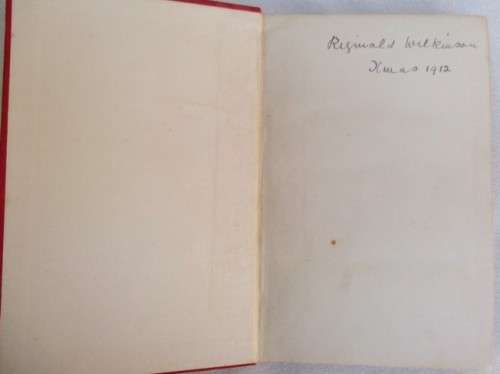 Reginald Wilkinson
Xmas 1912